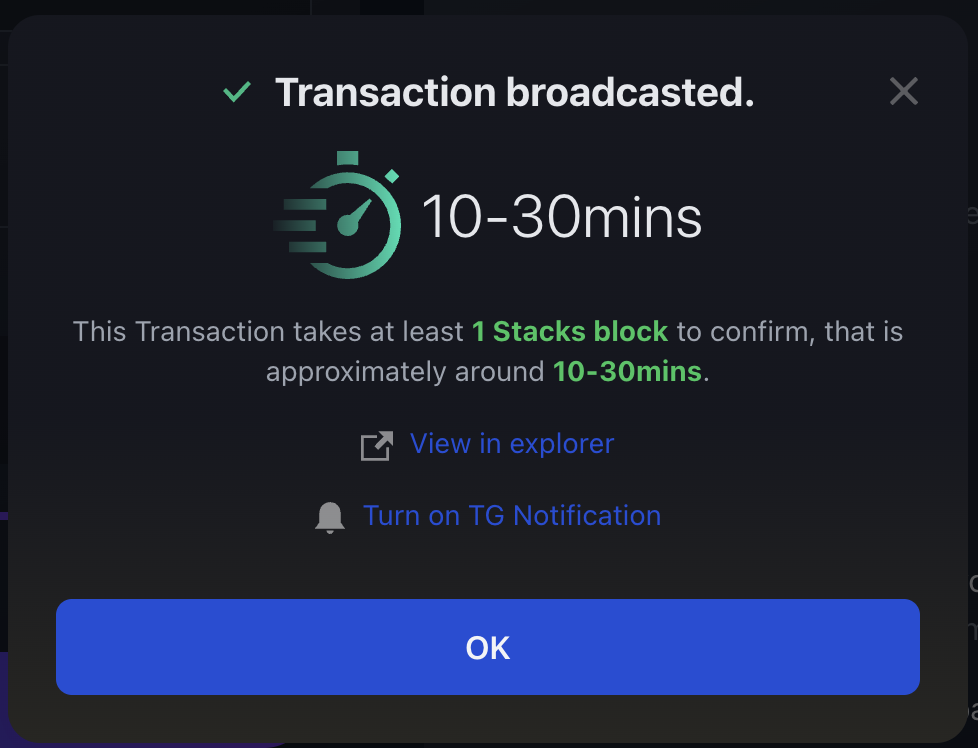 Transaction broadcasted.
10-30mins
This Transaction takes at least 1 Stacks block to confirm, that is
approximately around 10-30mins.
View in explorer
Turn on TG Notification
OK